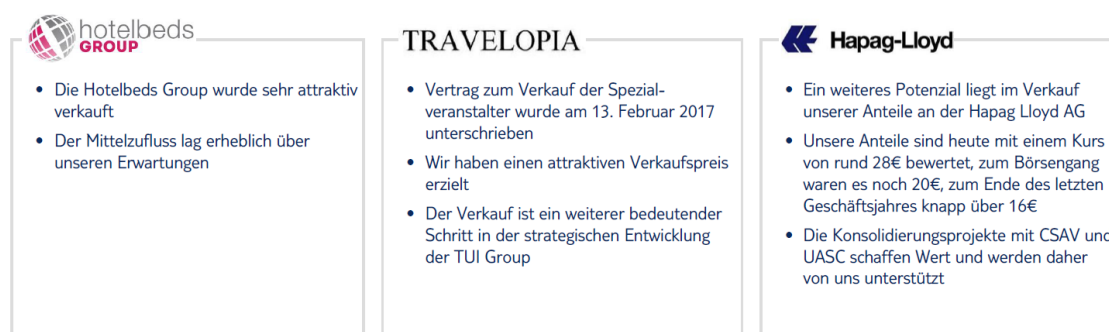 hotelbeds
GROUP
• Die Hotelbeds Group wurde sehr attraktiv
verkauft
• Der Mittelzufluss lag erheblich über
unseren Erwartungen
TRAVELOPIA
• Vertrag zum Verkauf der Spezial-
veranstalter wurde am 13. Februar 2017
unterschrieben
• Wir haben einen attraktiven Verkaufspreis
erzielt
• Der Verkauf ist ein weiterer bedeutender
Schritt in der strategischen Entwicklung
der TUI Group
Hapag-Lloyd
• Ein weiteres Potenzial liegt im Verkauf
unserer Anteile an der Hapag Lloyd AG
• Unsere Anteile sind heute mit einem Kurs
von rund 28€ bewertet, zum Börsengang
waren es noch 20€, zum Ende des letzten
Geschäftsjahres knapp über 16€
• Die Konsolidierungsprojekte mit CSAV und
UASC schaffen Wert und werden daher
von uns unterstützt